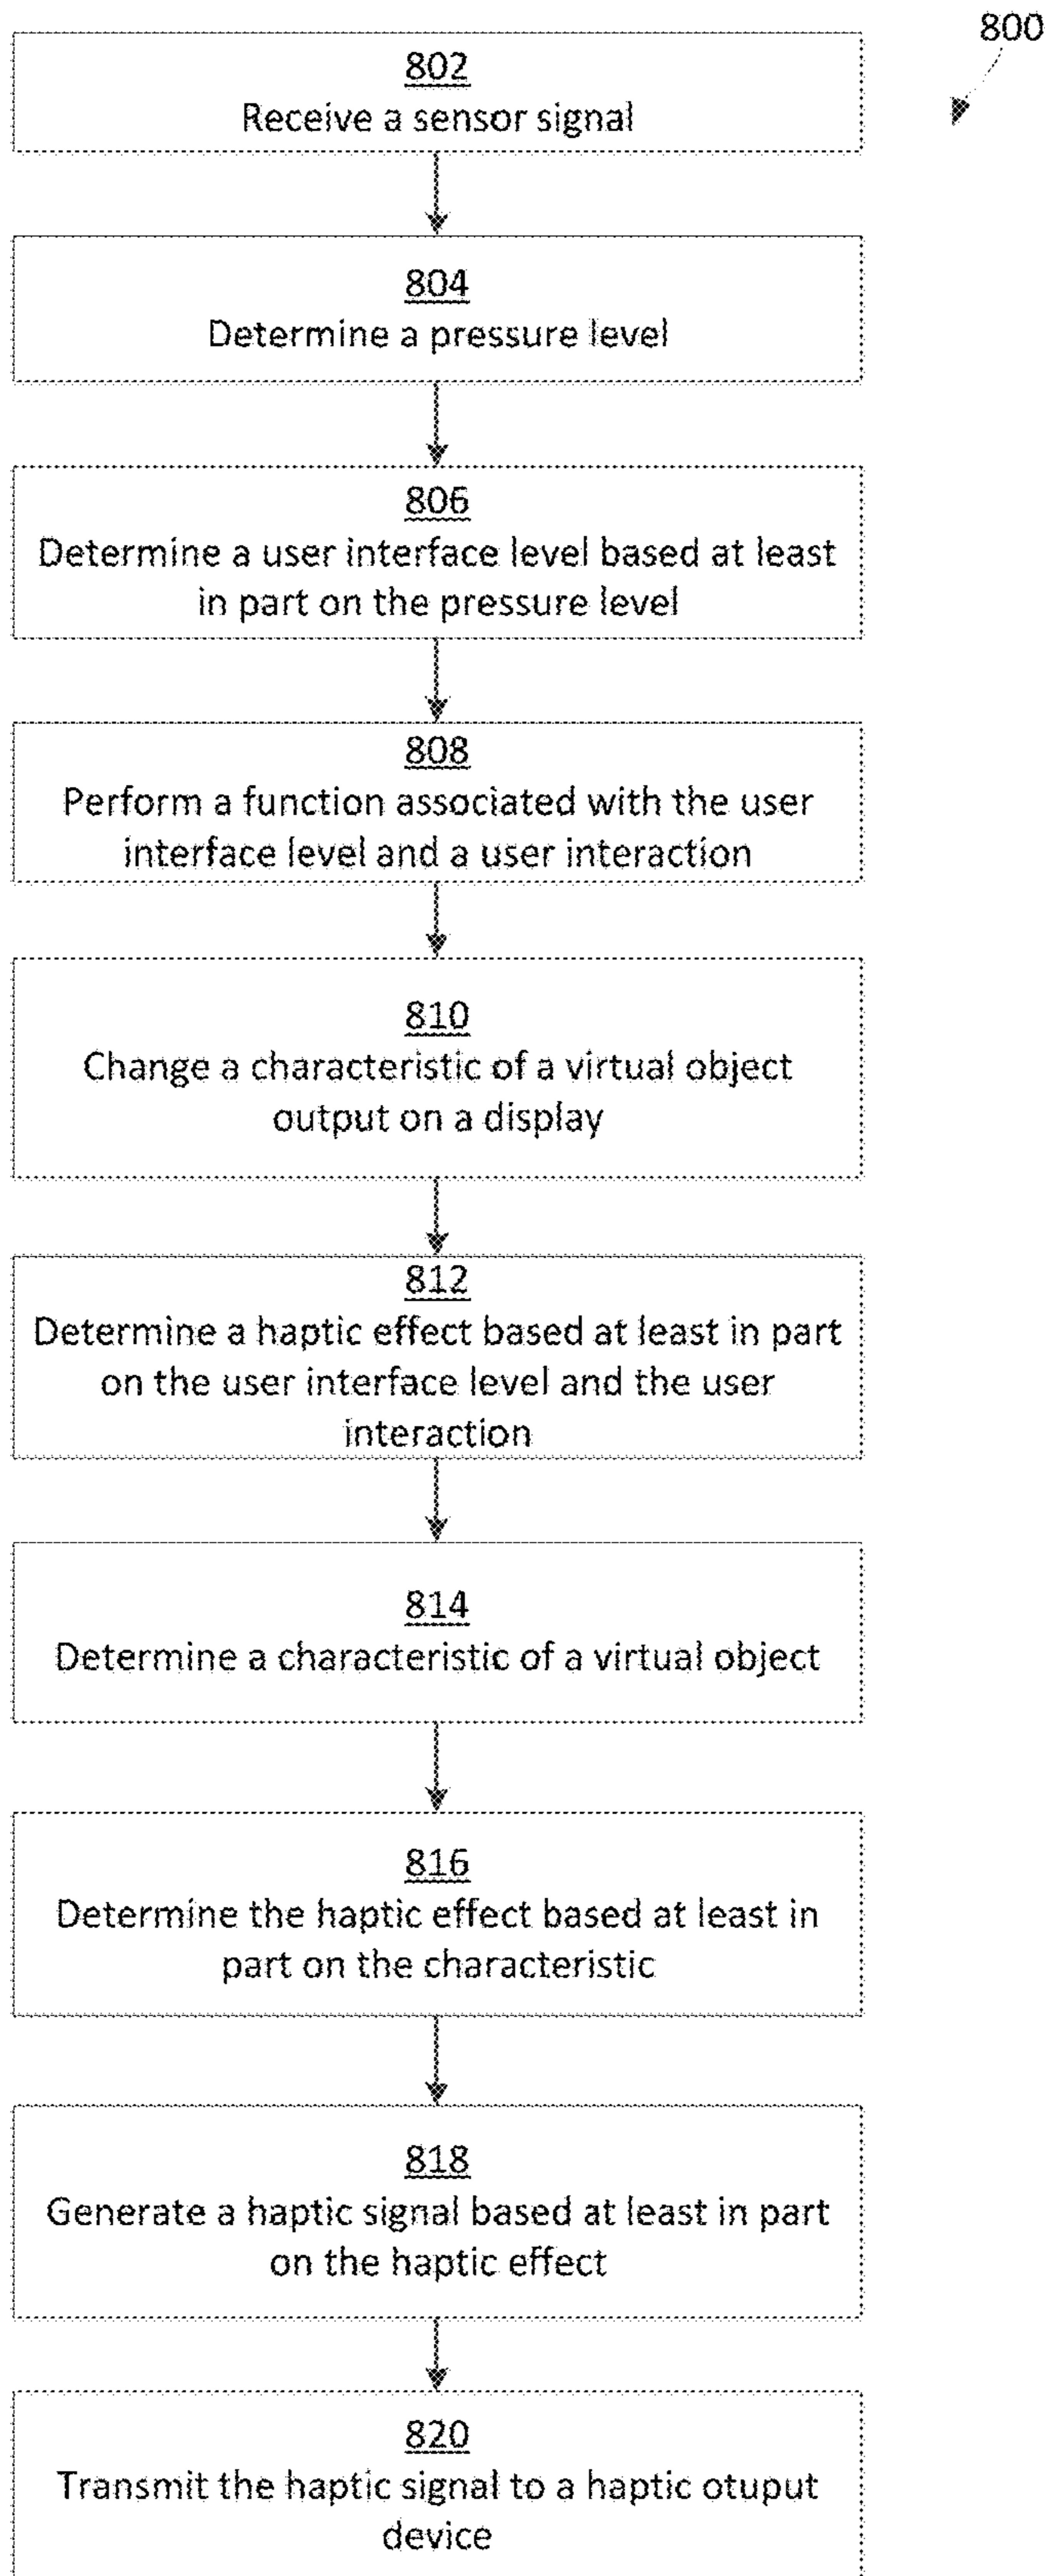 800
802
Receive a sensor signal
804
Determine a pressure level
806
Determine a user interface level based at least
in part on the pressure level
808
Perform a function associated with the user
interface level and a user interaction
810
Change a characteristic of a virtual object
output on a display
812
Determine a haptic effect based at least in part
on the user interface level and the user
interaction
814
Determine a characteristic of a virtual object
816
Determine the haptic effect based at least in
part on the characteristic
818
Generate a haptic signal based at least in part
on the haptic effect
820
Transmit the haptic signal to a haptic otuput
device